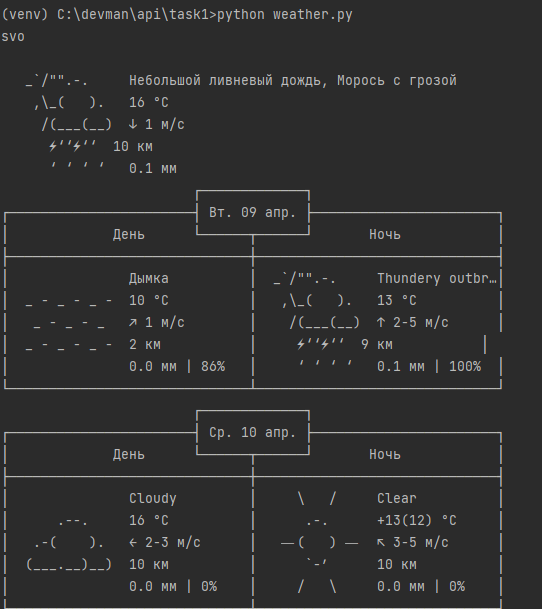 (venv) C:\devman\api\task1>python weather.py
svo
_`/"".-. Небольшой ливневый дождь, Морось с грозой
,\_( ). 16 °C
/(___(__) ↓ 1 м/с
⚡‘‘⚡‘‘ 10 км
‘ ‘ ‘ ‘ 0.1 мм
Вт. 09 апр.
День Ночь
Дымка _`/"".-. Thundery outbr…
_ - _ - _ - 10 °C ,\_( ). 13 °C
_ - _ - _ ↗ 1 м/с /(___(__) ↑ 2-5 м/с
_ - _ - _ - 2 км ⚡‘‘⚡‘‘ 9 км
0.0 мм | 86% ‘ ‘ ‘ ‘ 0.1 мм | 100%
Ср. 10 апр.
День Ночь
Cloudy \ / Clear
.--. 16 °C .-. +13(12) °C
.-( ). ← 2-3 м/с ― ( ) ― ↖ 3-5 м/с
(___.__)__) 10 км `-’ 10 км
0.0 мм | 0% / \ 0.0 мм | 0%